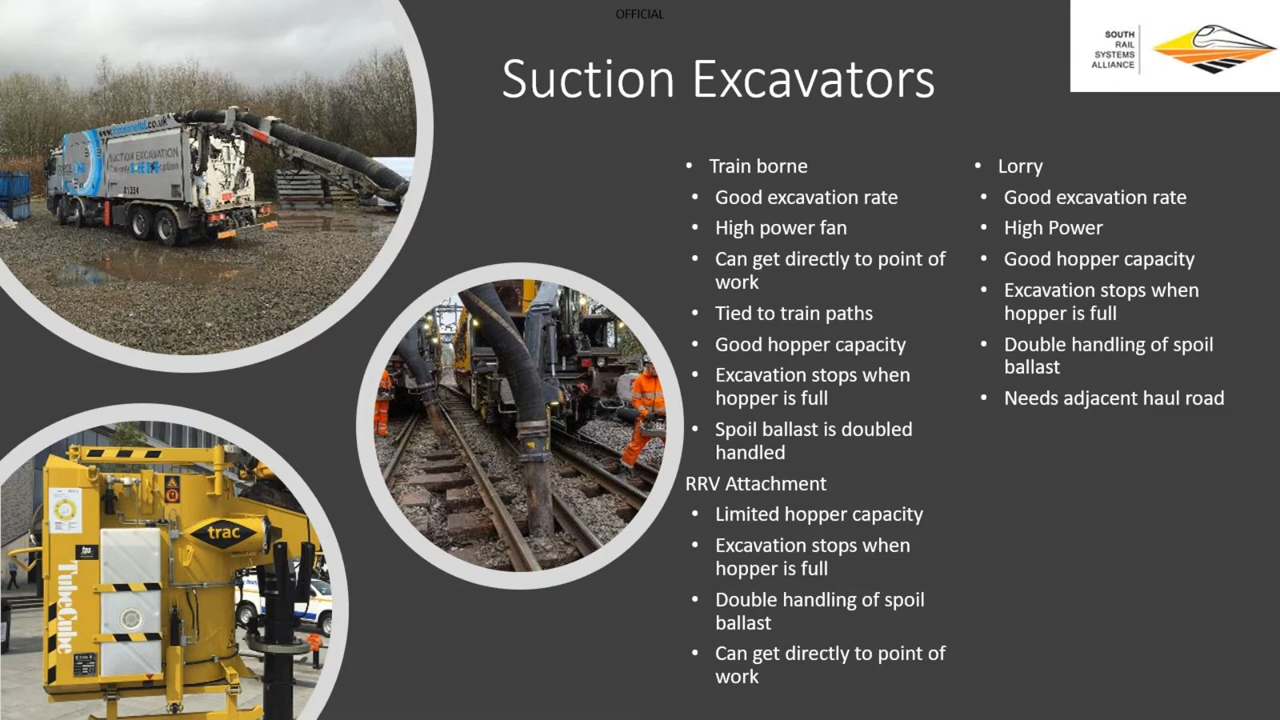 OFFICIAL
SOUTH
RAIL
SYSTEMS
ALLIANCE
Suction Excavators
• Train borne
• Good excavation rate
• High power fan
• Can get directly to point of
work
• Tied to train paths
• Good hopper capacity
• Excavation stops when
hopper is full
• Spoil ballast is doubled
handled
RRV Attachment
• Limited hopper capacity
• Excavation stops when
hopper is full
• Double handling of spoil
ballast
• Can get directly to point of
work
• Lorry
• Good excavation rate
• High Power
• Good hopper capacity
• Excavation stops when
hopper is full
• Double handling of spoil
ballast
• Needs adjacent haul road
SUCTION EXCAVATION
trac
TubeCube